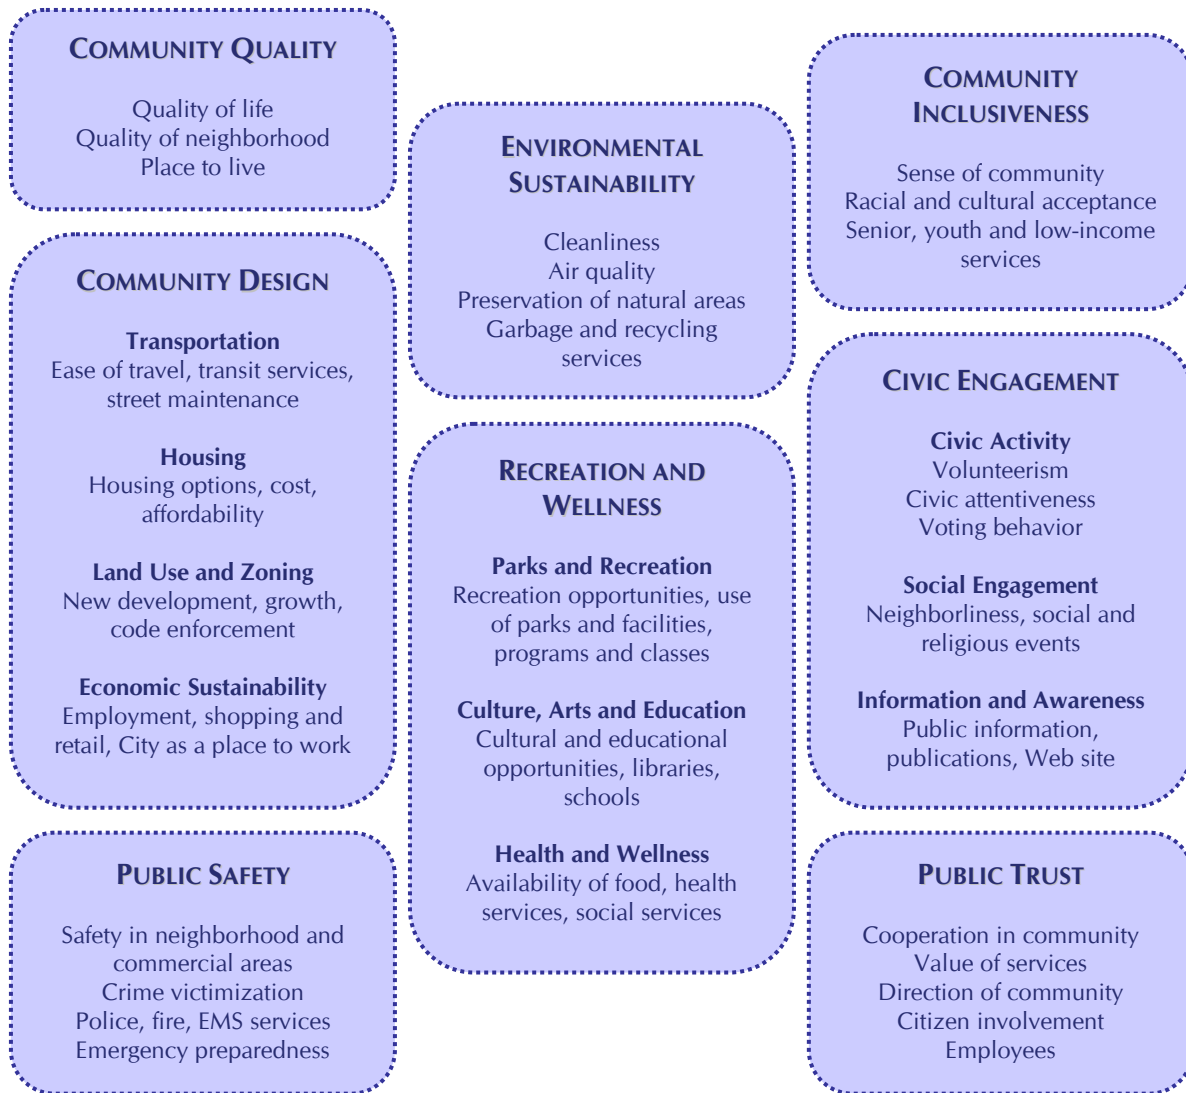 COMMUNITY QUALITY
Quality of life
Quality of neighborhood
Place to live
COMMUNITY DESIGN
Transportation
Ease of travel, transit services,
street maintenance
Housing
Housing options, cost,
affordability
Land Use and Zoning
New development, growth,
code enforcement
Economic Sustainability
Employment, shopping and
retail, City as a place to work
PUBLIC SAFETY
Safety in neighborhood and
commercial areas
Crime victimization
Police, fire, EMS services
Emergency preparedness
ENVIRONMENTAL
SUSTAINABILITY
Cleanliness
Air quality
Preservation of natural areas
Garbage and recycling
services
RECREATION AND
WELLNESS
Parks and Recreation
Recreation opportunities, use
of parks and facilities,
programs and classes
Culture, Arts and Education
Cultural and educational
opportunities, libraries,
schools
Health and Wellness
Availability of food, health
services, social services
COMMUNITY
INCLUSIVENESS
Sense of community
Racial and cultural acceptance
Senior, youth and low-income
services
CIVIC ENGAGEMENT
Civic Activity
Volunteerism
Civic attentiveness
Voting behavior
Social Engagement
Neighborliness, social and
religious events
Information and Awareness
Public information,
publications, Web site
PUBLIC TRUST
Cooperation in community
Value of services
Direction of community
Citizen involvement
Employees